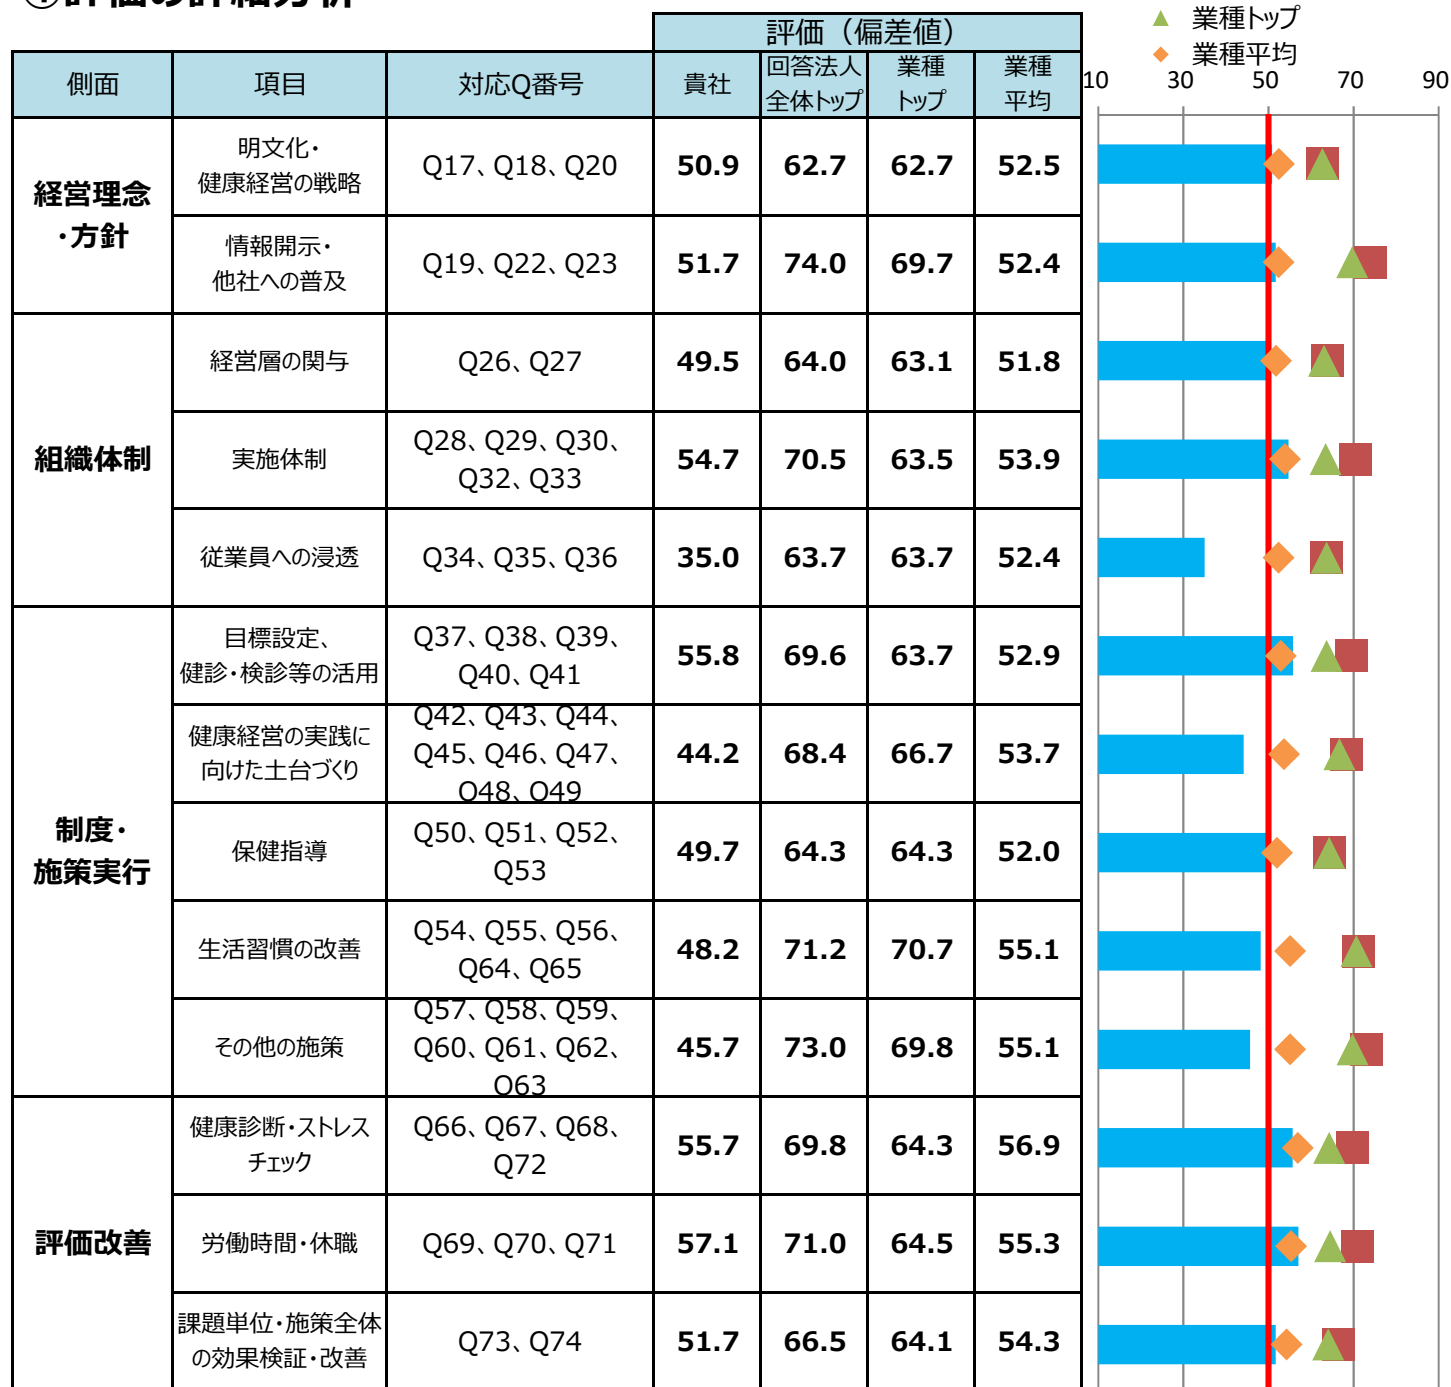 ①評価の詳細分析
▲ 業種トップ
◆ 業種平均
評価（偏差値）
側面 項目 対応Q番号 貴社 回答法人 業種 業種
全体トップ トップ 平均
10 30 50 70 90
経営理念
・方針
明文化・
健康経営の戦略
Q17、Q18、Q20 50.9 62.7 62.7 52.5
情報開示・
他社への普及
Q19、Q22、Q23 51.7 74.0 69.7 52.4
組織体制
経営層の関与 Q26、Q27 49.5 64.0 63.1 51.8
実施体制
Q28、Q29、Q30、
Q32、Q33
54.7 70.5 63.5 53.9
従業員への浸透 Q34、Q35、Q36 35.0 63.7 63.7 52.4
制度・
施策実行
目標設定、
健診・検診等の活用
Q37、Q38、Q39、
Q40、Q41
55.8 69.6 63.7 52.9
健康経営の実践に
向けた土台づくり
Q42、Q43、Q44、
Q45、Q46、Q47、
Q48、Q49
44.2 68.4 66.7 53.7
保健指導
Q50、Q51、Q52、
Q53
49.7 64.3 64.3 52.0
生活習慣の改善
Q54、Q55、Q56、
Q64、Q65
48.2 71.2 70.7 55.1
その他の施策
Q57、Q58、Q59、
Q60、Q61、Q62、
Q63
45.7 73.0 69.8 55.1
評価改善
健康診断・ストレス
チェック
Q66、Q67、Q68、
Q72
55.7 69.8 64.3 56.9
労働時間・休職 Q69、Q70、Q71 57.1 71.0 64.5 55.3
課題単位・施策全体
の効果検証・改善
Q73、Q74 51.7 66.5 64.1 54.3